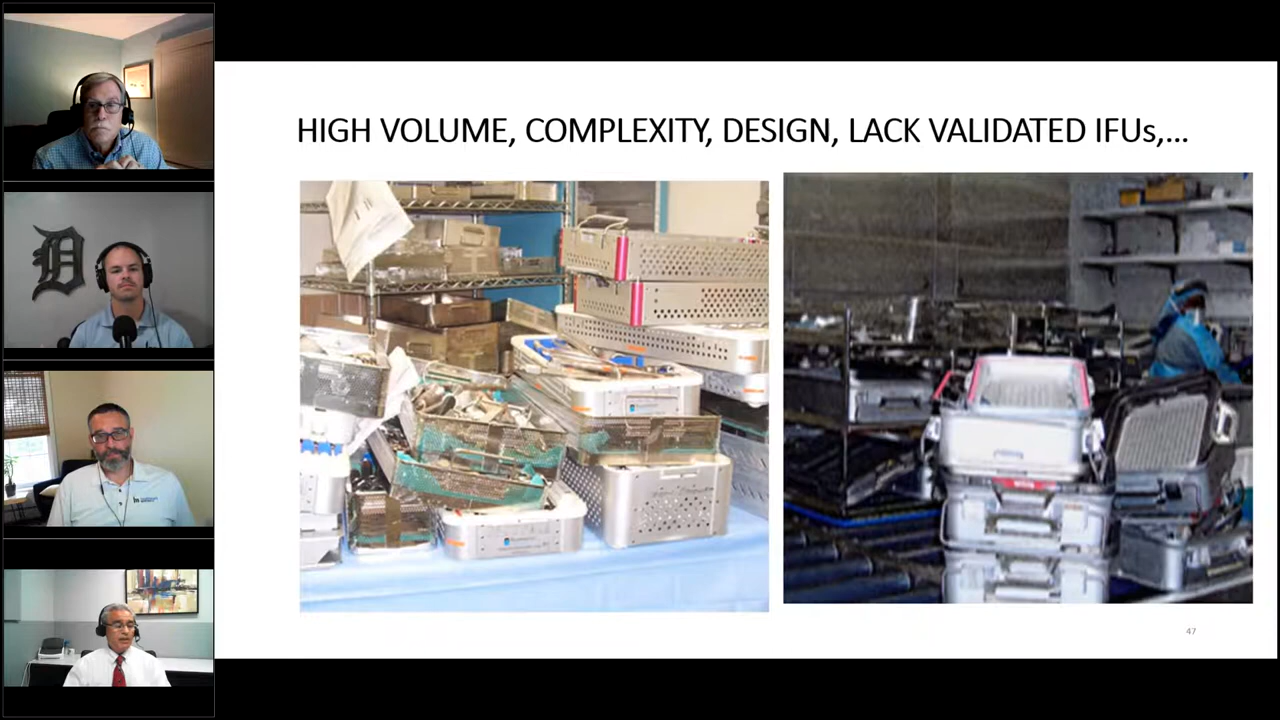 HIGH VOLUME, COMPLEXITY, DESIGN, LACK VALIDATED IFUs,...
47